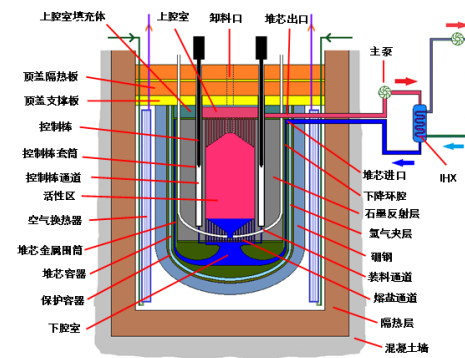 上腔室填充体
上腔室
卸料口
堆芯出口
主泵
顶盖隔热板
顶盖支撑板
控制棒
控制棒套筒
控制棒通道
活性区
空气换热器
堆芯金属围筒
堆芯容器
保护容器
下腔室
IHX
堆芯进口
下降环腔
石墨反射层
氩气夹层
硼钢
装料通道
熔盐通道
隔热层
混凝土墙